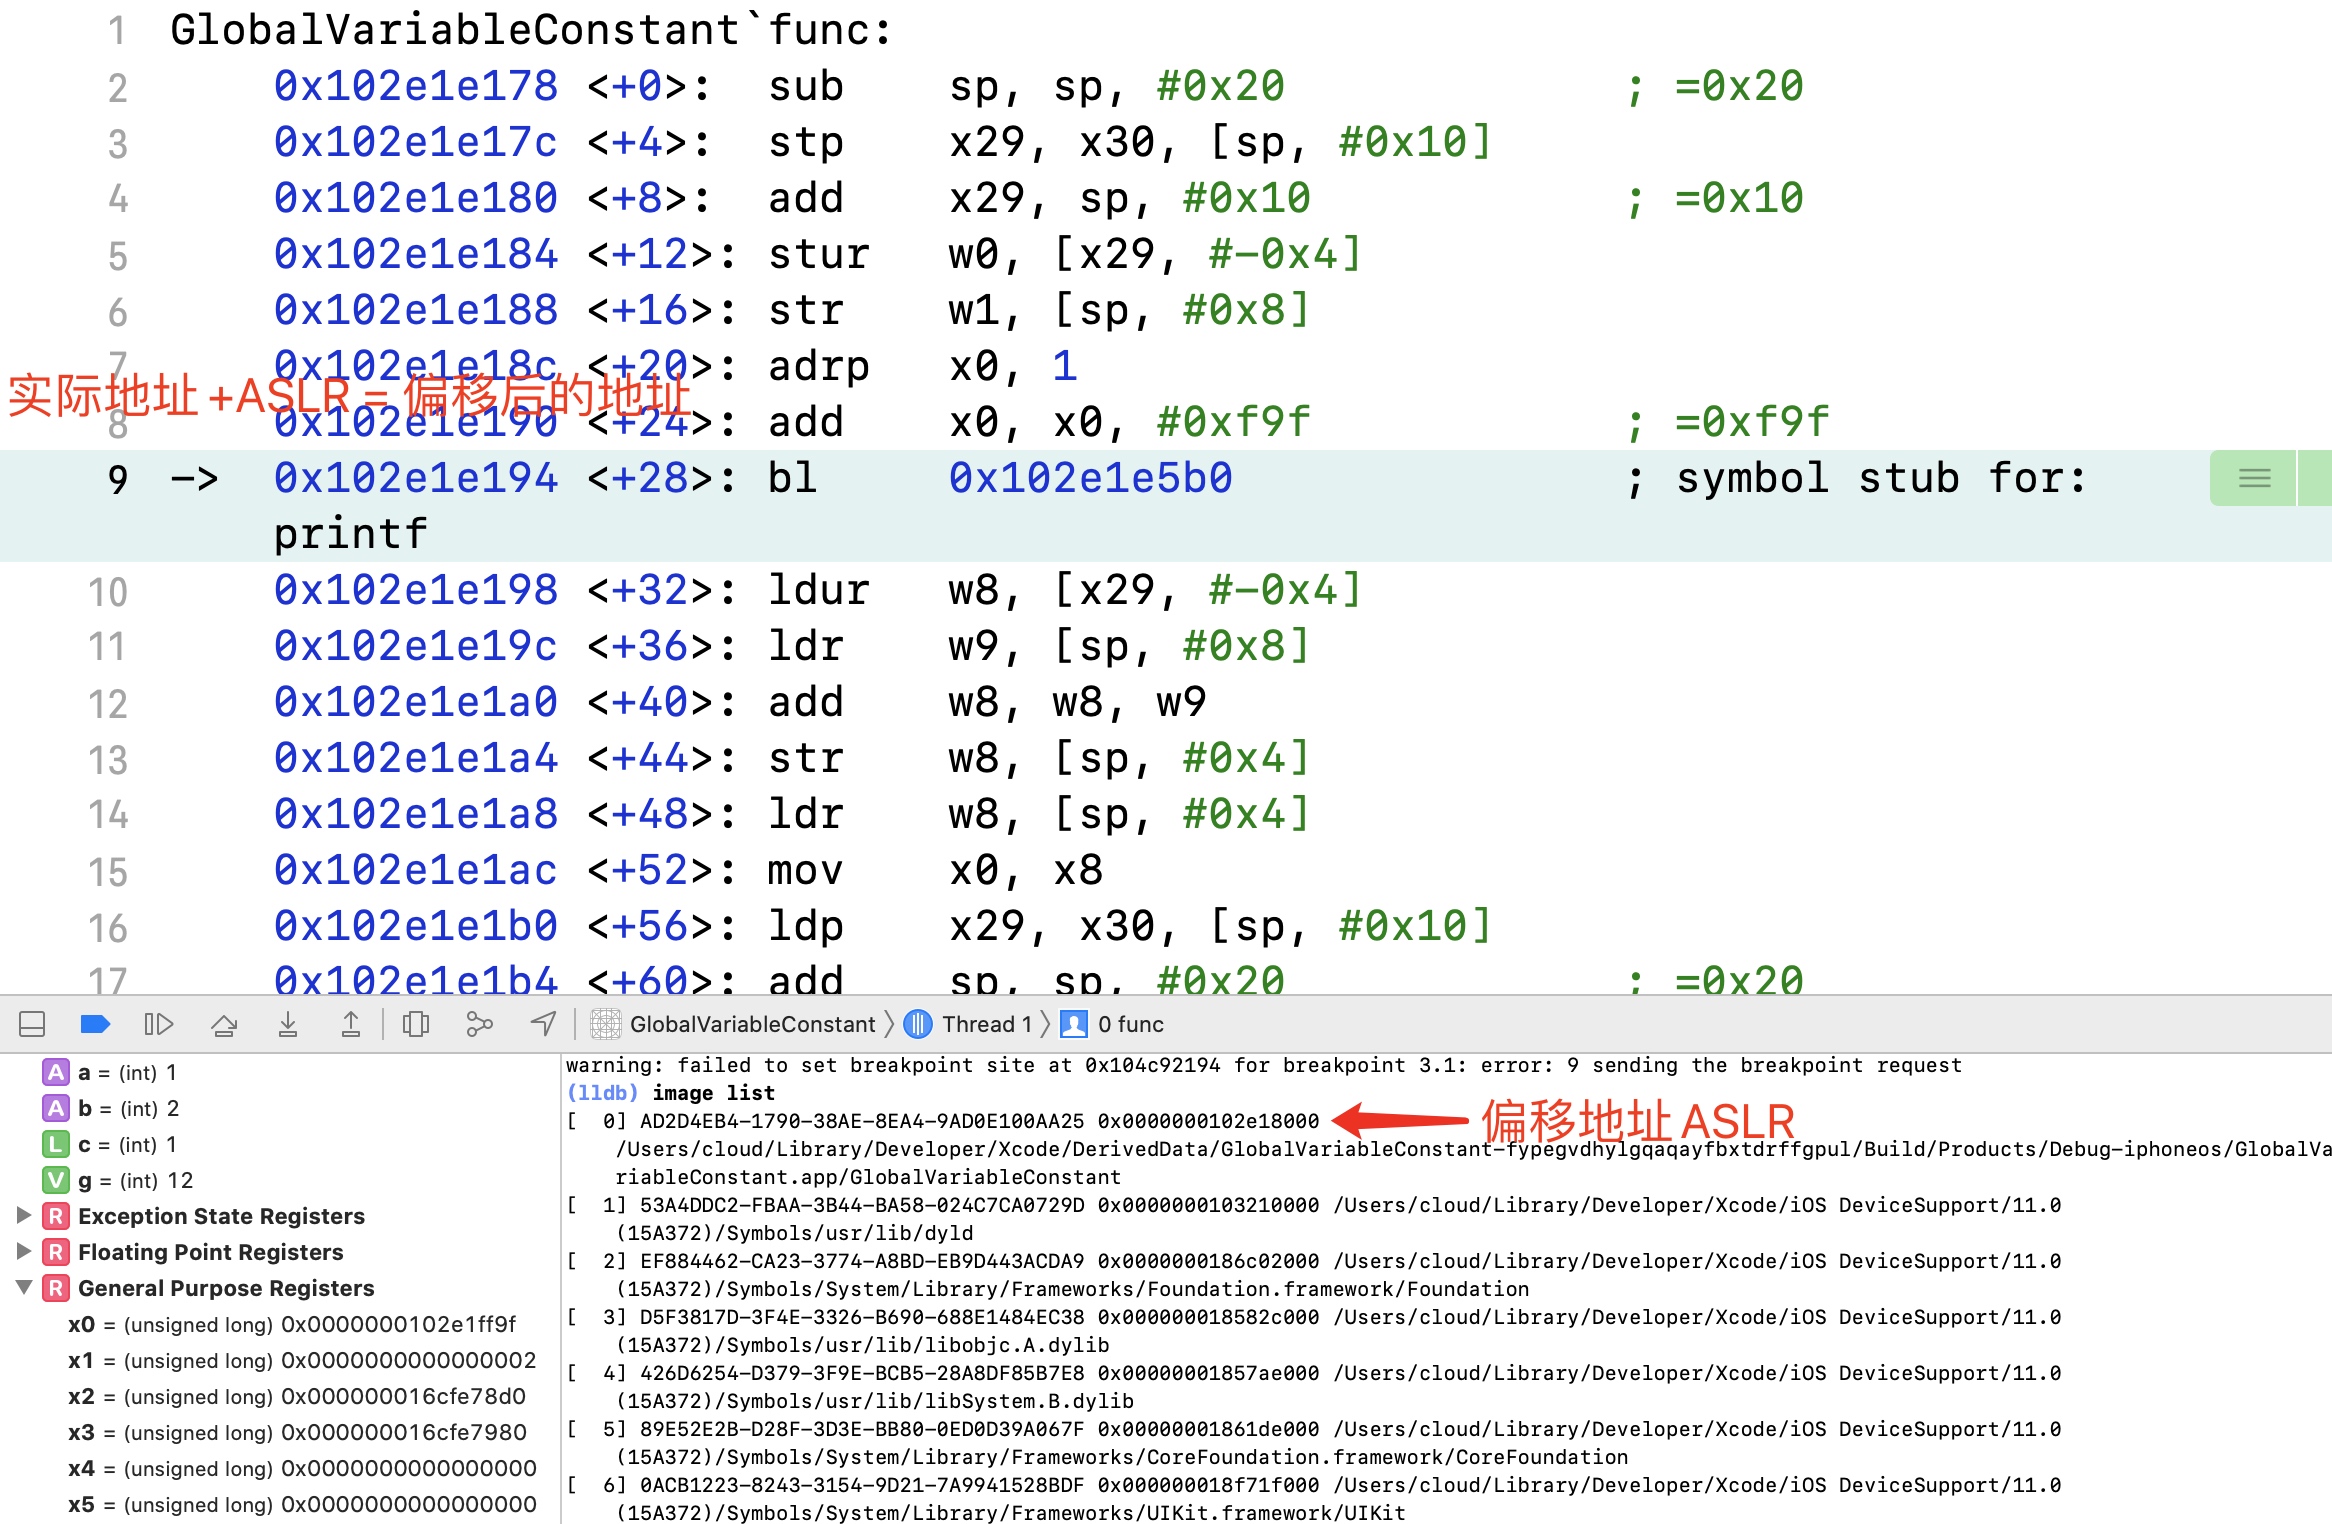 1 GlobalVariableConstant`func:
2 0x102e1e178 <+0>: sub sp, sp, #0x20 ; =0x20
3 0x102e1e17c <+4>: stp x29, x30, [sp, #0x10]
4 0x102e1e180 <+8>: add x29, sp, #0x10 ; =0x10
5 0x102e1e184 <+12>: stur w0, [x29, #-0x4]
6 0x102e1e188 <+16>: str w1, [sp, #0x8]
7 0x102e1e18c <+20>: adrp x0, 1
实际地址+ASLR = 偏移后的地址
8 0x102e1e190 <+24>: add x0, x0, #0xf9f ; =0xf9f
9 -> 0x102e1e194 <+28>: bl 0x102e1e5b0 ; symbol stub for:
printf
10 0x102e1e198 <+32>: ldur w8, [x29, #-0x4]
11 0x102e1e19c <+36>: ldr w9, [sp, #0x8]
12 0x102e1e1a0 <+40>: add w8, w8, w9
13 0x102e1e1a4 <+44>: str w8, [sp, #0x4]
14 0x102e1e1a8 <+48>: ldr w8, [sp, #0x4]
15 0x102e1e1ac <+52>: mov x0, x8
16 0x102e1e1b0 <+56>: ldp x29, x30, [sp, #0x10]
17 0x102e1e1b4 <+60>: add sp, sp, #0x20 ; =0x20
GlobalVariableConstant 〉 Thread 1 〉 0 func
A a = (int) 1
A b = (int) 2
L c = (int) 1
V g = (int) 12
R Exception State Registers
R Floating Point Registers
R General Purpose Registers
x0 = (unsigned long) 0x0000000102e1ff9f
x1 = (unsigned long) 0x0000000000000002
x2 = (unsigned long) 0x000000016cfe78d0
x3 = (unsigned long) 0x000000016cfe7980
x4 = (unsigned long) 0x0000000000000000
x5 = (unsigned long) 0x0000000000000000
warning: failed to set breakpoint site at 0x104c92194 for breakpoint 3.1: error: 9 sending the breakpoint request
(lldb) image list
[  0] AD2D4EB4-1790-38AE-8EA4-9AD0E100AA25 0x0000000102e18000
偏移地址ASLR
/Users/cloud/Library/Developer/Xcode/DerivedData/GlobalVariableConstant-fypegvdhylgqaqayfbxtdrffgpul/Build/Products/Debug-iphoneos/GlobalVa
riableConstant.app/GlobalVariableConstant
[  1] 53A4DDC2-FBAA-3B44-BA58-024C7CA0729D 0x0000000103210000 /Users/cloud/Library/Developer/Xcode/iOS DeviceSupport/11.0
(15A372)/Symbols/usr/lib/dyld
[  2] EF884462-CA23-3774-A8BD-EB9D443ACDA9 0x0000000186c02000 /Users/cloud/Library/Developer/Xcode/iOS DeviceSupport/11.0
(15A372)/Symbols/System/Library/Frameworks/Foundation.framework/Foundation
[  3] D5F3817D-3F4E-3326-B690-688E1484EC38 0x000000018582c000 /Users/cloud/Library/Developer/Xcode/iOS DeviceSupport/11.0
(15A372)/Symbols/usr/lib/libobjc.A.dylib
[  4] 426D6254-D379-3F9E-BCB5-28A8DF85B7E8 0x00000001857ae000 /Users/cloud/Library/Developer/Xcode/iOS DeviceSupport/11.0
(15A372)/Symbols/usr/lib/libSystem.B.dylib
[  5] 89E52E2B-D28F-3D3E-BB80-0ED0D39A067F 0x00000001861de000 /Users/cloud/Library/Developer/Xcode/iOS DeviceSupport/11.0
(15A372)/Symbols/System/Library/Frameworks/CoreFoundation.framework/CoreFoundation
[  6] 0ACB1223-8243-3154-9D21-7A9941528BDF 0x000000018f71f000 /Users/cloud/Library/Developer/Xcode/iOS DeviceSupport/11.0
(15A372)/Symbols/System/Library/Frameworks/UIKit.framework/UIKit